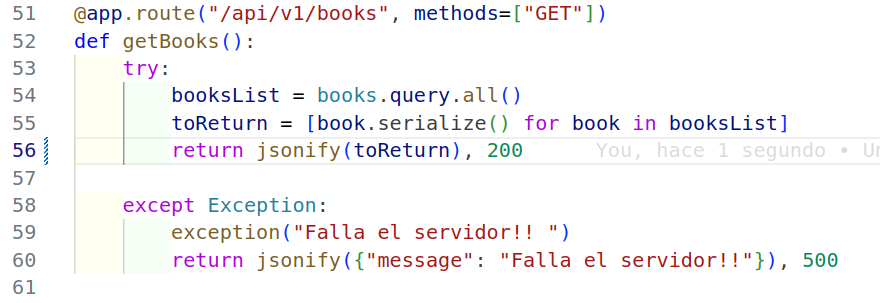 51 @app.route("/api/v1/books", methods=["GET"])
52 def getBooks():
53 try:
54 booksList = books.query.all()
55 toReturn = [book.serialize() for book in booksList]
56 return jsonify(toReturn), 200 You, hace 1 segundo •
57
58 except Exception:
59 exception("Falla el servidor!! ")
60 return jsonify({"message": "Falla el servidor!!"}), 500
61